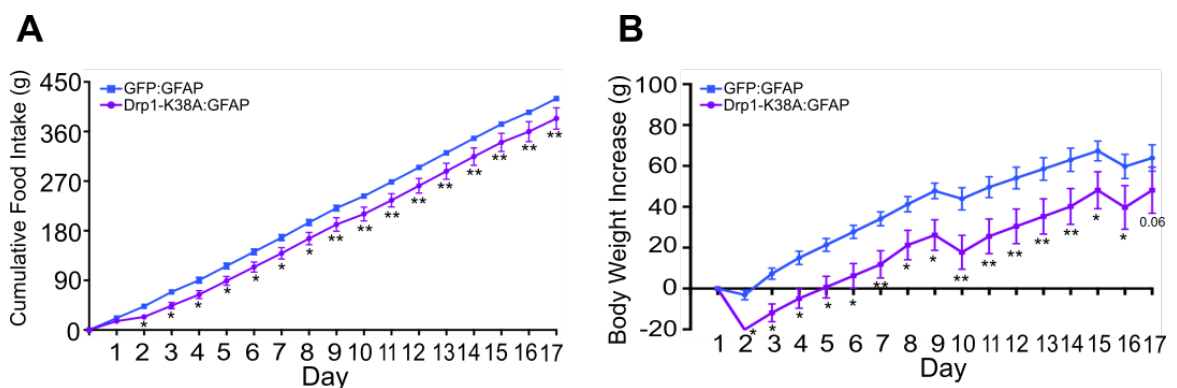 A
Cumulative Food Intake (g)
450
360
270
180
90
0
GFP:GFAP
Drp1-K38A:GFAP
* * * * * * * ** ** ** ** ** ** ** ** **
1 2 3 4 5 6 7 8 9 10 11 12 13 14 15 16 17
Day
B
Body Weight Increase (g)
100
80
60
40
20
0
-20
GFP:GFAP
Drp1-K38A:GFAP
* * * * * ** * * ** ** ** ** ** * * 0.06
1 2 3 4 5 6 7 8 9 10 11 12 13 14 15 16 17
Day